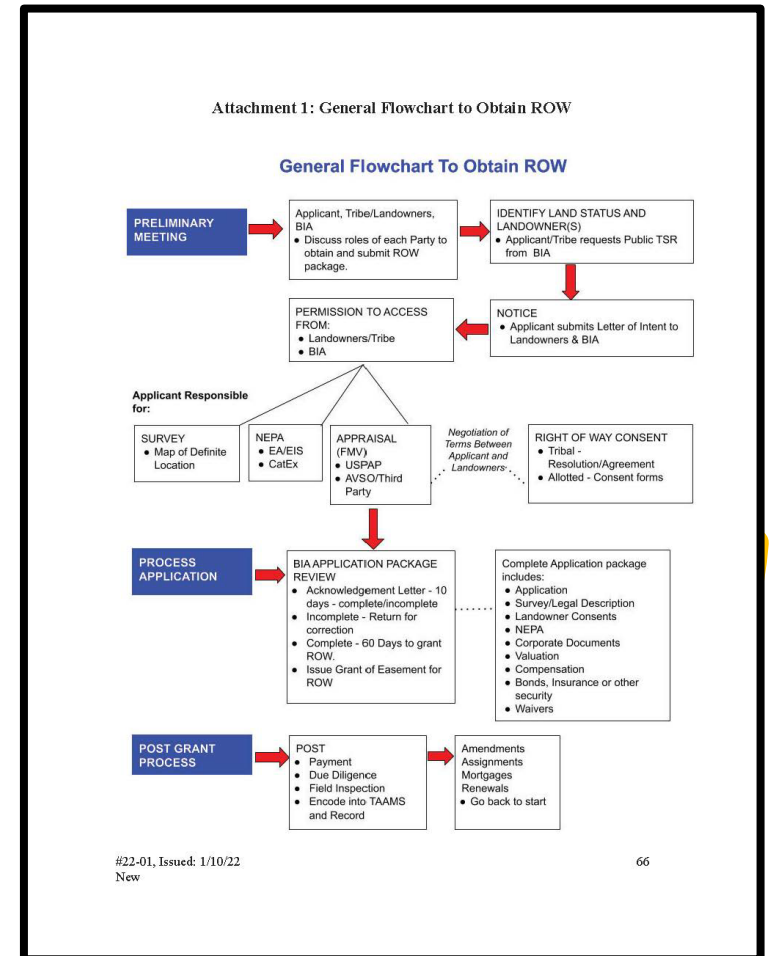 Attachment 1: General Flowchart to Obtain ROW
General Flowchart To Obtain ROW
PRELIMINARY
MEETING
Applicant, Tribe/Landowners,
BIA
● Discuss roles of each Party to
obtain and submit ROW
package.
IDENTIFY LAND STATUS AND
LANDOWNER(S)
● Applicant/Tribe requests Public TSR
from BIA
NOTICE
● Applicant submits Letter of Intent to
Landowners & BIA
PERMISSION TO ACCESS
FROM:
● Landowners/Tribe
● BIA
Applicant Responsible
for:
SURVEY
● Map of Definite
Location
NEPA
● EA/EIS
● CatEx
APPRAISAL
(FMV)
● USPAP
● AVSO/Third
Party
Negotiation of
Terms Between
Applicant and
Landowners
RIGHT OF WAY CONSENT
● Tribal -
Resolution/Agreement
● Allotted - Consent forms
PROCESS
APPLICATION
BIA APPLICATION PACKAGE
REVIEW
● Acknowledgement Letter - 10
days - complete/incomplete
● Incomplete - Return for
correction
● Complete - 60 Days to grant
ROW.
● Issue Grant of Easement for
ROW
Complete Application package
includes:
● Application
● Survey/Legal Description
● Landowner Consents
● NEPA
● Corporate Documents
● Valuation
● Compensation
● Bonds, Insurance or other
security
● Waivers
POST GRANT
PROCESS
POST
● Payment
● Due Diligence
● Field Inspection
● Encode into TAAMS
and Record
Amendments
Assignments
Mortgages
Renewals
● Go back to start
#22-01, Issued: 1/10/22
New
66